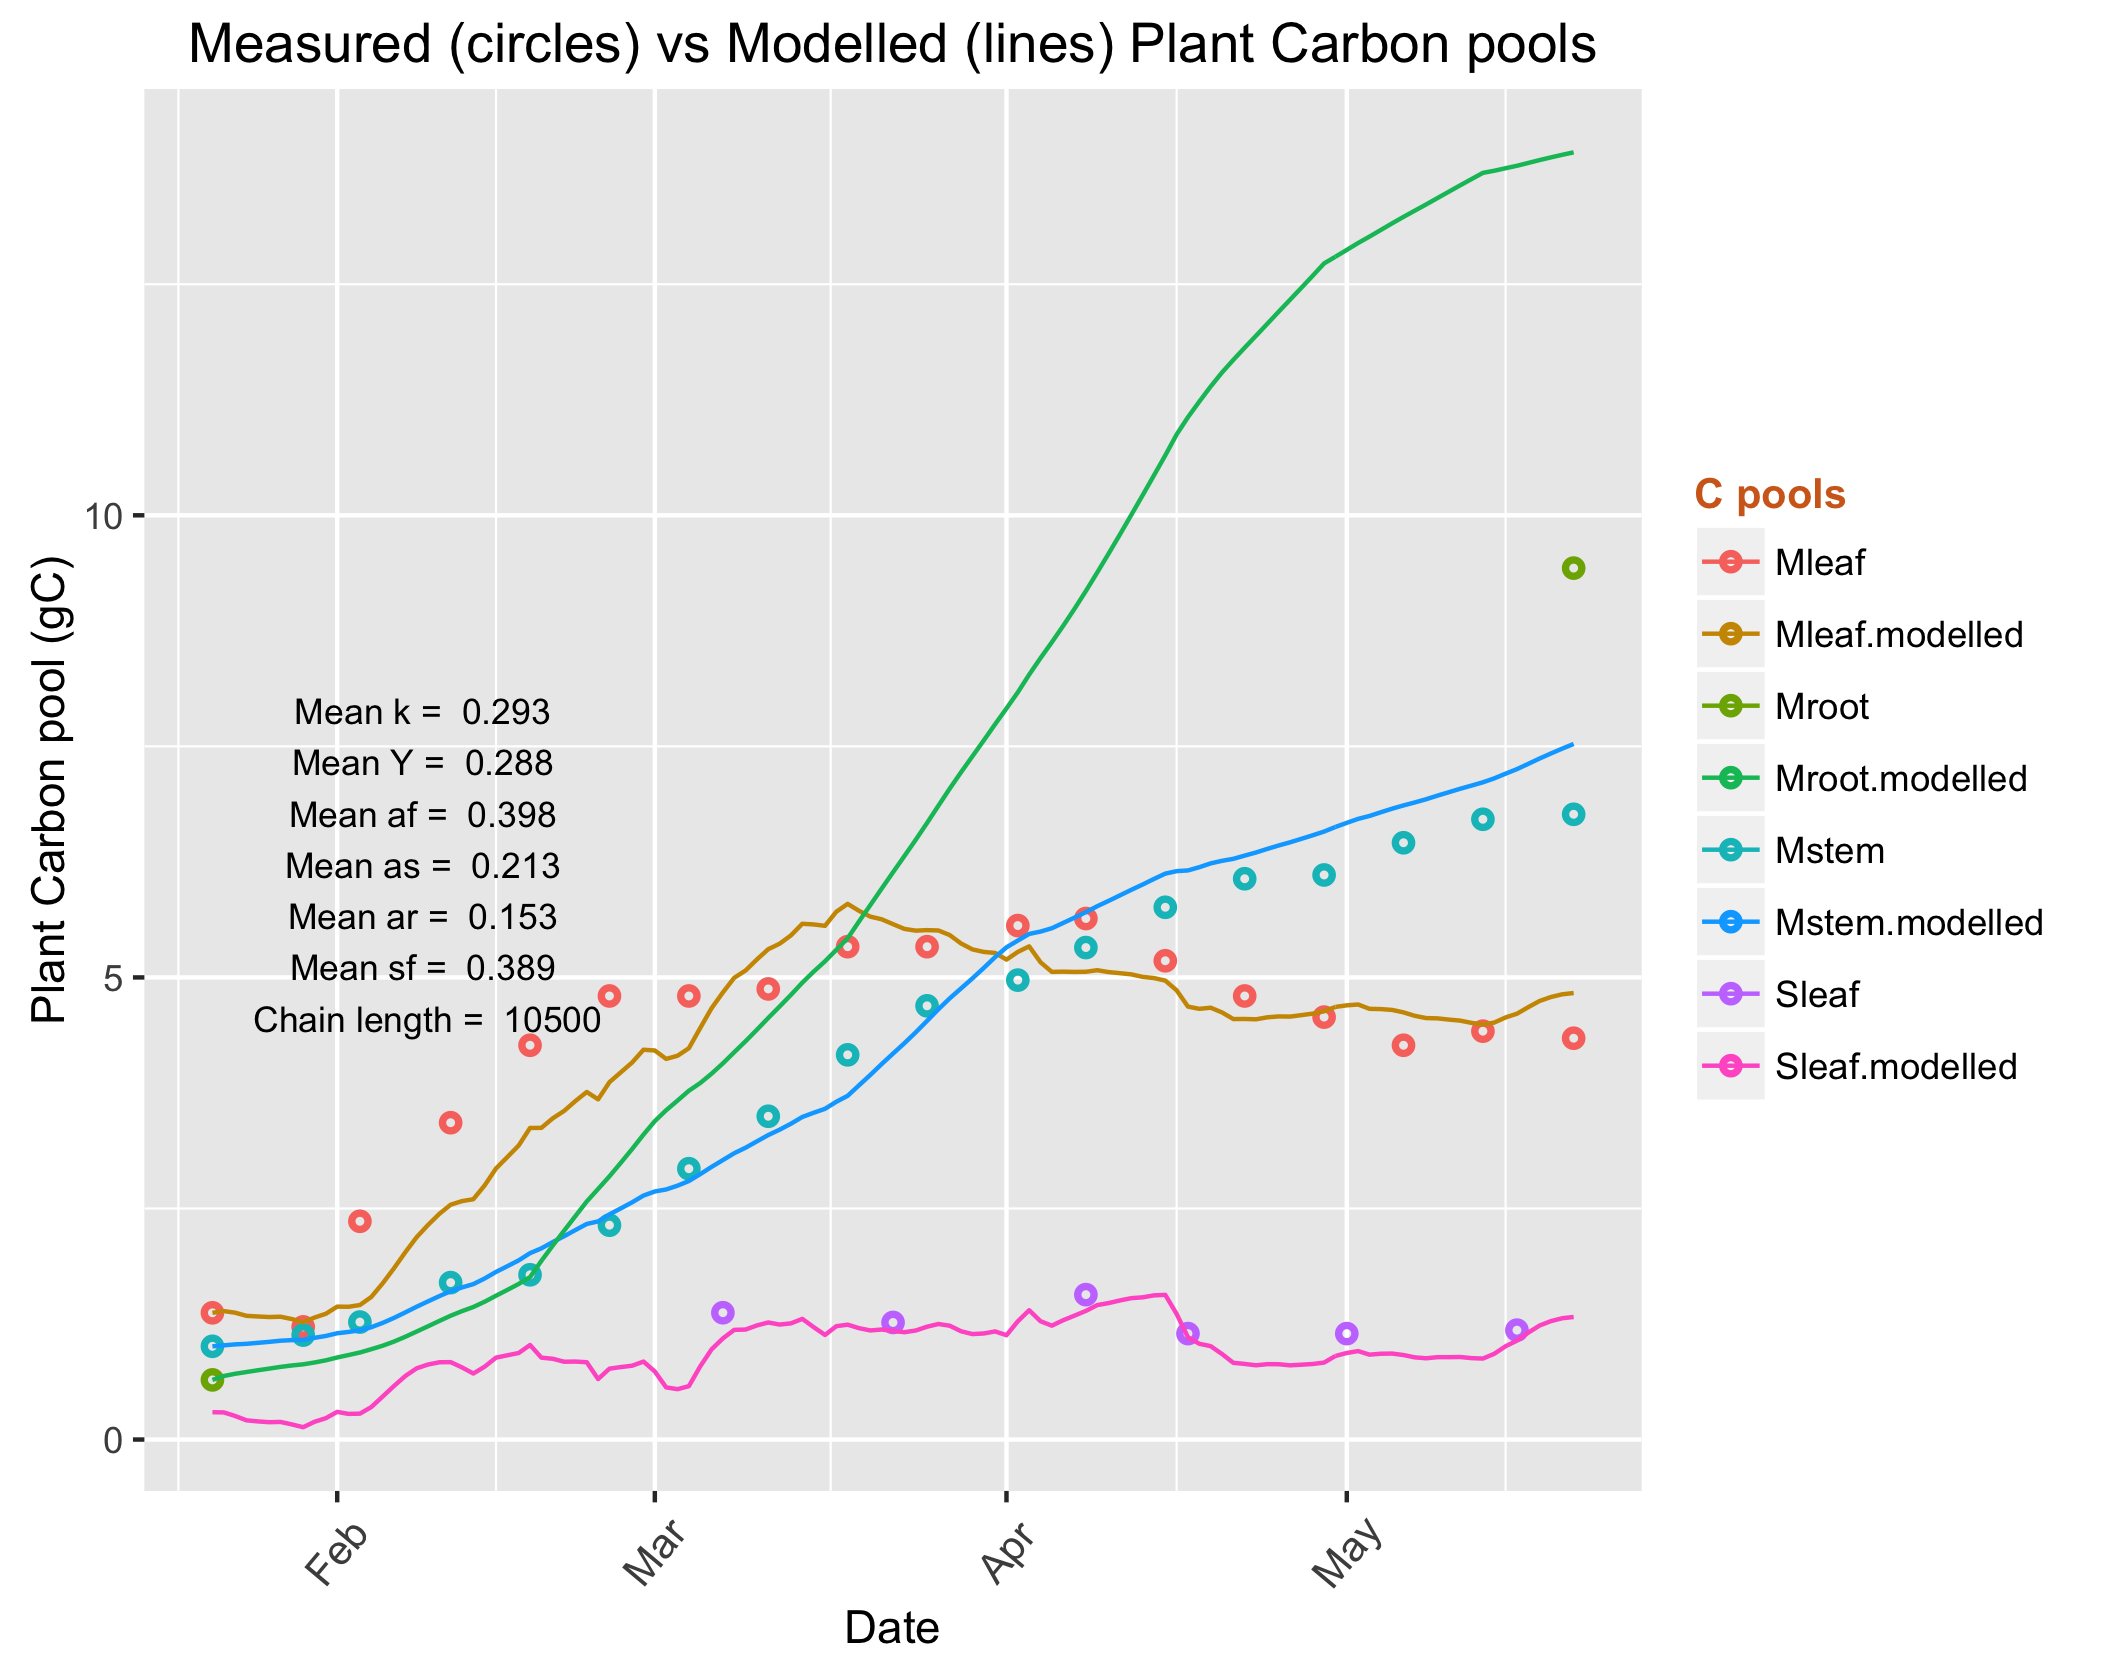 Measured (circles) vs Modelled (lines) Plant Carbon pools
Plant Carbon pool (gC)
10
5
0
Mean k = 0.293
Mean Y = 0.288
Mean af = 0.398
Mean as = 0.213
Mean ar = 0.153
Mean sf = 0.389
Chain length = 10500
Feb
Mar
Apr
May
Date
C pools
Mleaf
Mleaf.modelled
Mroot
Mroot.modelled
Mstem
Mstem.modelled
Sleaf
Sleaf.modelled